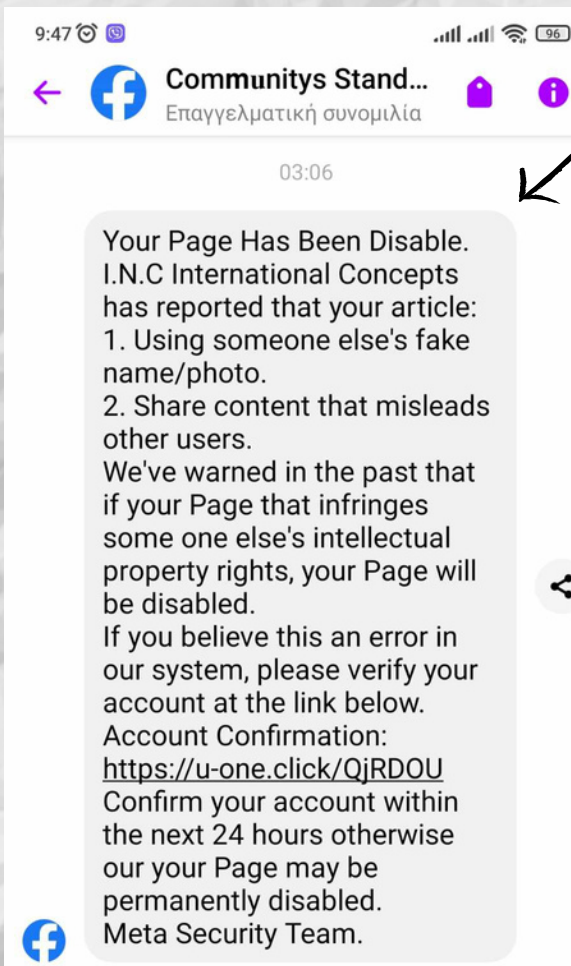 9:47
96
Communitys Stand...
Επαγγελματική συνομιλία
03:06
Your Page Has Been Disable.
I.N.C International Concepts
has reported that your article:
1. Using someone else's fake
name/photo.
2. Share content that misleads
other users.
We've warned in the past that
if your Page that infringes
some one else's intellectual
property rights, your Page will
be disabled.
If you believe this an error in
our system, please verify your
account at the link below.
Account Confirmation:
https://u-one.click/QjRDOU
Confirm your account within
the next 24 hours otherwise
our your Page may be
permanently disabled.
Meta Security Team.